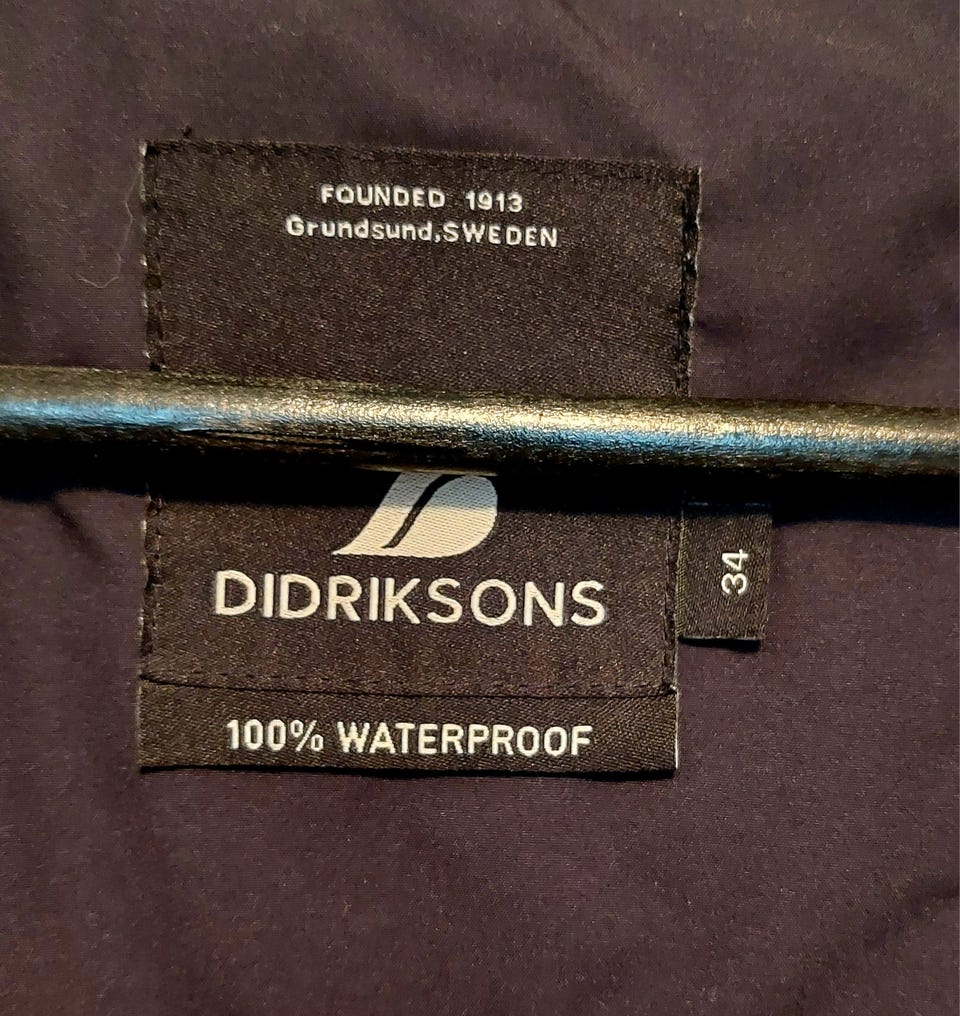 FOUNDED 1913
Grundsund,SWEDEN
DIDRIKSONS
34
100% WATERPROOF